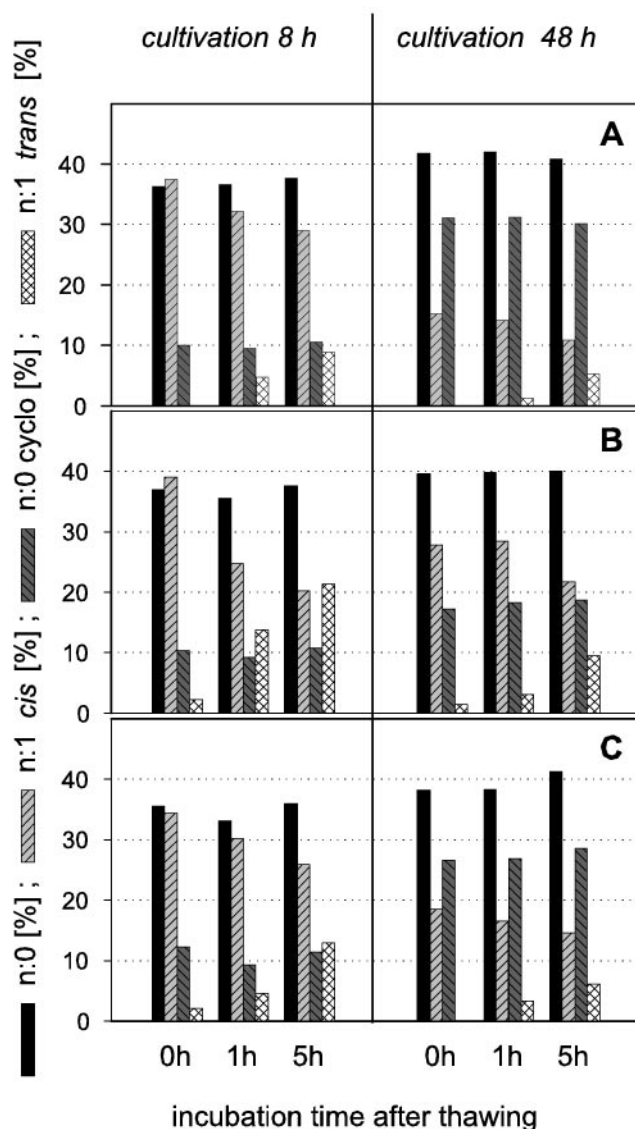 cultivation 8 h
cultivation 48 h
n:0 [%] ; n:1 cis [%] ; n:0 cyclo [%] ; n:1 trans [%]
A
40
30
20
10
0
B
40
30
20
10
0
C
40
30
20
10
0
0h 1h 5h 0h 1h 5h
incubation time after thawing